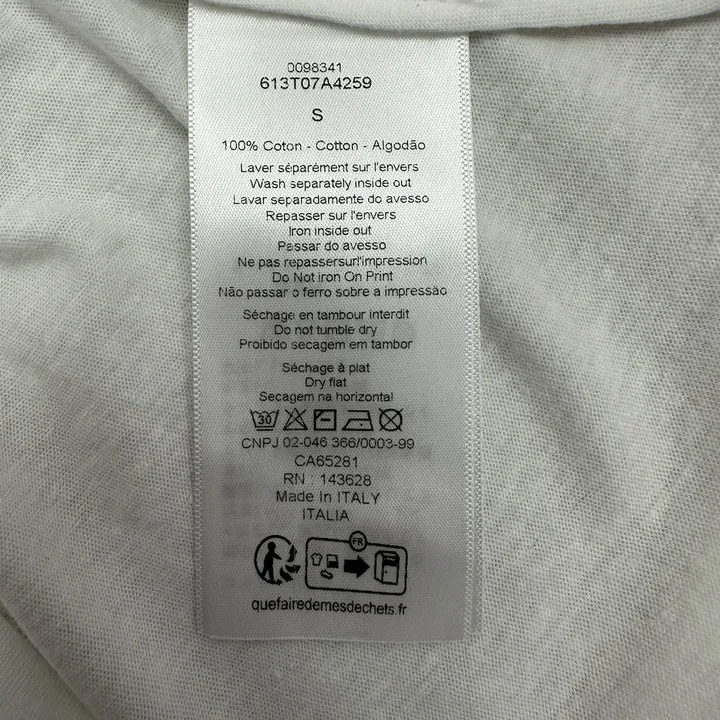 0098341
613T07A4259
S
100% Coton - Cotton - Algodão
Laver séparément sur l'envers
Wash separately inside out
Lavar separadamente do avesso
Repasser sur l'envers
Iron inside out
Passar do avesso
Ne pas repassersurl'impression
Do Not Iron On Print
Não passar o ferro sobre a impressão
Séchage en tambour interdit
Do not tumble dry
Proibido secagem em tambor
Séchage à plat
Dry flat
Secagem na horizontal
30
CNPJ 02-046 366/0003-99
CA65281
RN : 143628
Made In ITALY
ITALIA
FR
quefairedemesdechets.fr